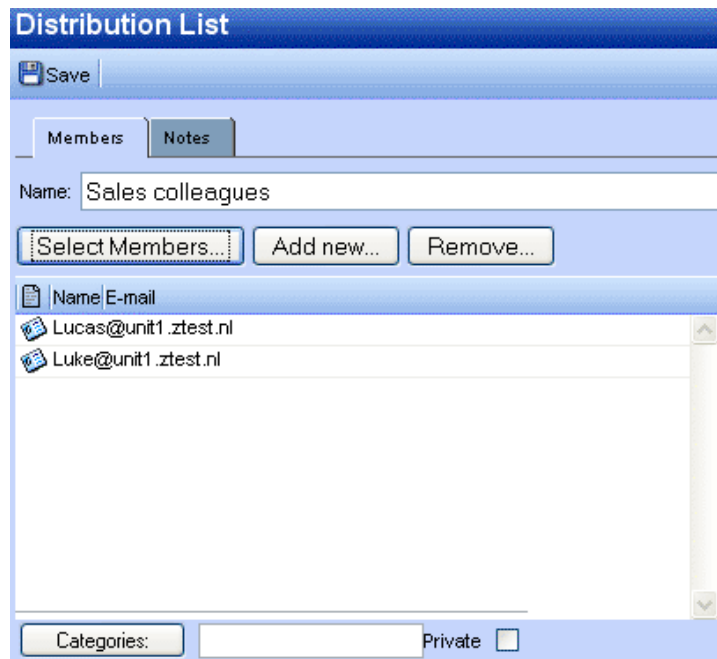 Distribution List
Save
Members Notes
Name: Sales colleagues
Select Members... Add new... Remove...
Name E-mail
Lucas@unit1.ztest.nl
Luke@unit1.ztest.nl
Categories: Private